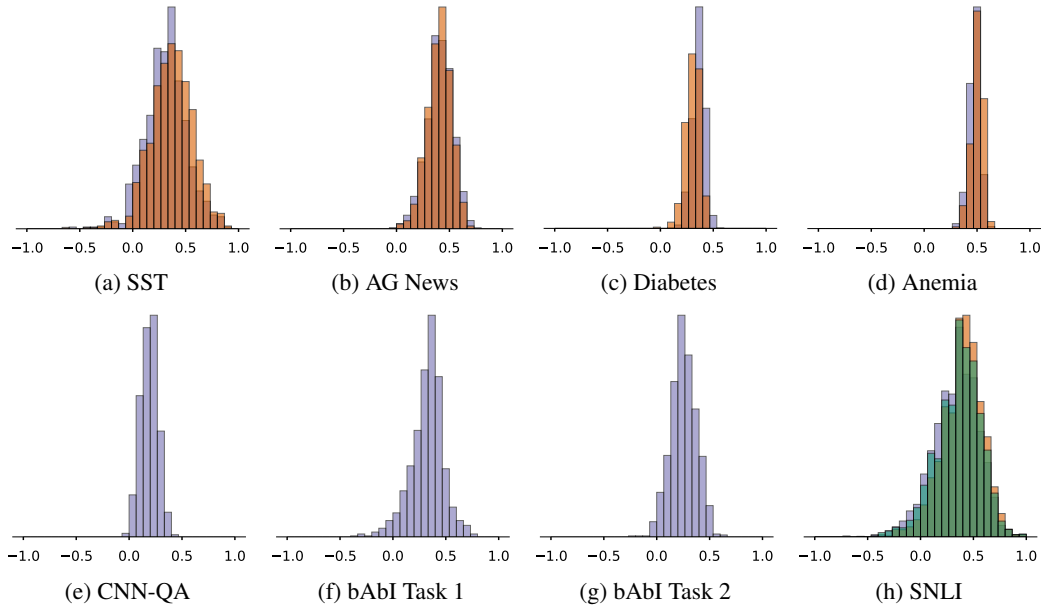 −1.0 −0.5 0.0 0.5 1.0 −1.0 −0.5 0.0 0.5 1.0 −1.0 −0.5 0.0 0.5 1.0 −1.0 −0.5 0.0 0.5 1.0
(a) SST (b) AG News (c) Diabetes (d) Anemia
−1.0 −0.5 0.0 0.5 1.0 −1.0 −0.5 0.0 0.5 1.0 −1.0 −0.5 0.0 0.5 1.0 −1.0 −0.5 0.0 0.5 1.0
(e) CNN-QA (f) bAbI Task 1 (g) bAbI Task 2 (h) SNLI